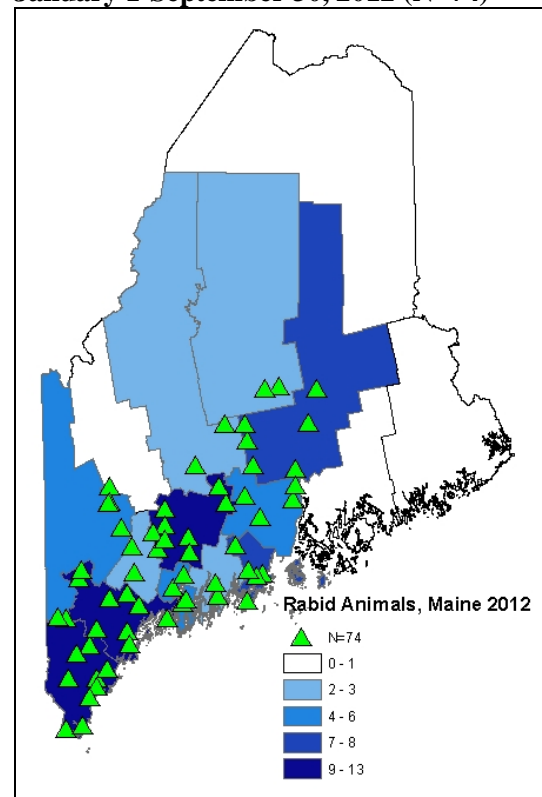 January 1-September 30, 2012 (N=74)
Rabid Animals, Maine 2012
N=74
0 - 1
2 - 3
4 - 6
7 - 8
9 - 13